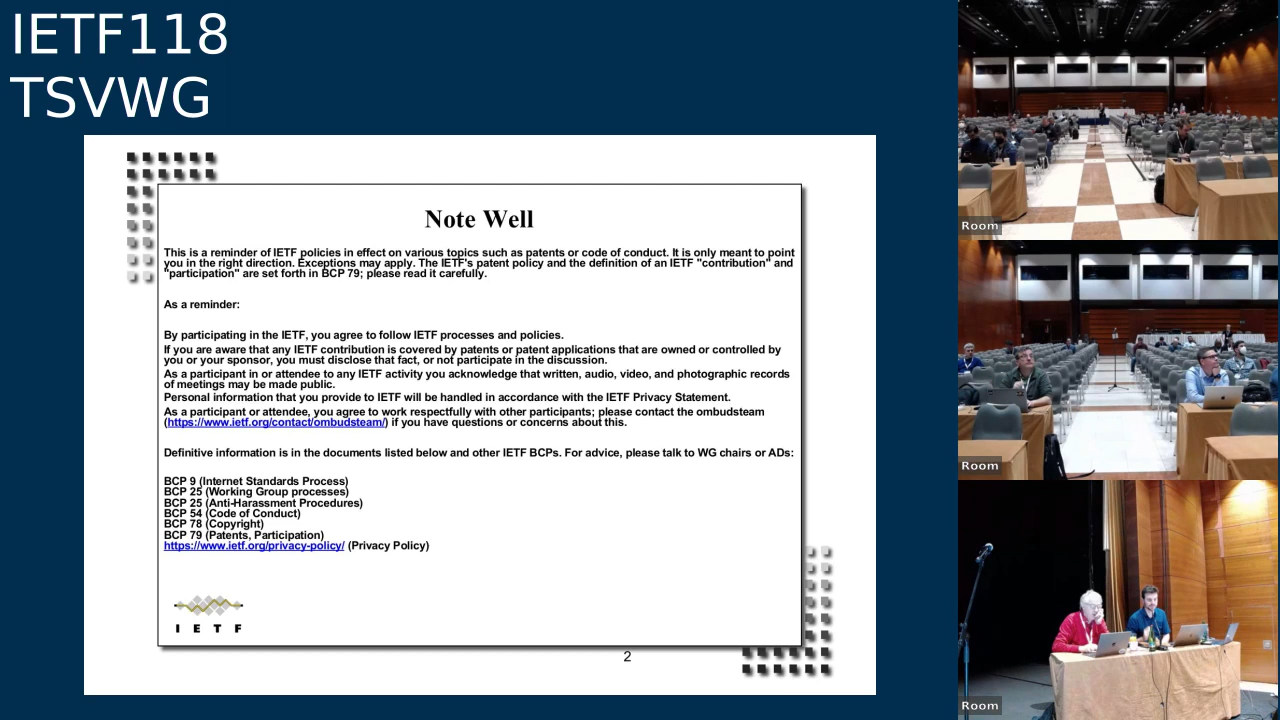 IETF118
TSVWG
Note Well
This is a reminder of IETF policies in effect on various topics such as patents or code of conduct. It is only meant to point
you in the right direction. Exceptions may apply. The IETF's patent policy and the definition of an IETF "contribution" and
"participation" are set forth in BCP 79; please read it carefully.
As a reminder:
By participating in the IETF, you agree to follow IETF processes and policies.
If you are aware that any IETF contribution is covered by patents or patent applications that are owned or controlled by
you or your sponsor, you must disclose that fact, or not participate in the discussion.
As a participant in or attendee to any IETF activity you acknowledge that written, audio, video, and photographic records
of meetings may be made public.
Personal information that you provide to IETF will be handled in accordance with the IETF Privacy Statement.
As a participant or attendee, you agree to work respectfully with other participants; please contact the ombudsteam
(https://www.ietf.org/contact/ombudsteam/) if you have questions or concerns about this.
Definitive information is in the documents listed below and other IETF BCPs. For advice, please talk to WG chairs or ADs:
BCP 9 (Internet Standards Process)
BCP 25 (Working Group processes)
BCP 25 (Anti-Harassment Procedures)
BCP 54 (Code of Conduct)
BCP 78 (Copyright)
BCP 79 (Patents, Participation)
https://www.ietf.org/privacy-policy/ (Privacy Policy)
I E T F
2
Room
Room
Room